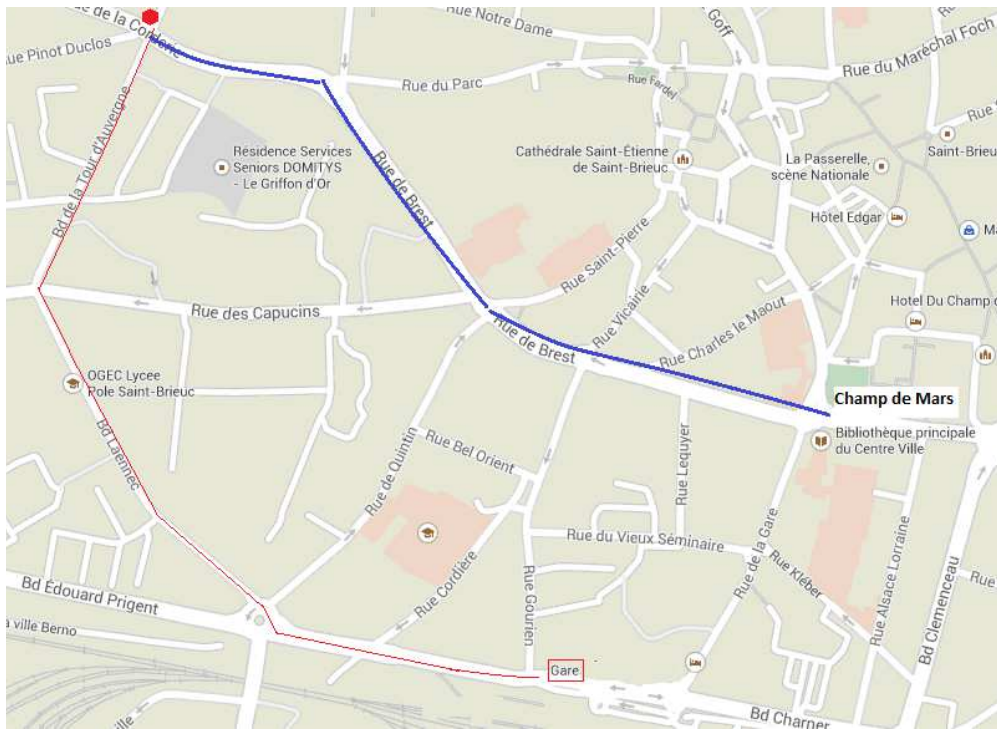 ue de la Corderie
Rue Notre Dame
Goff
Rue du Maréchal Foch
ue Pinot Duclos
Rue du Parc
Rue Fardel
Bd de la Tour d'Auvergne
Résidence Services
Seniors DOMITYS
- Le Griffon d'Or
Rue de Brest
Cathédrale Saint-Étienne
de Saint-Brieuc
La Passerelle,
scène Nationale
Saint-Brieu
Hôtel Edgar
Ma
Rue Saint-Pierre
Rue des Capucins
Rue de Brest
Rue Vicairie
Rue Charles le Maout
Hotel Du Champ d
OGEC Lycee
Pole Saint-Brieuc
Champ de Mars
Bibliothèque principale
du Centre Ville
Bd Laennec
Rue de Quintin
Rue Bel Orient
Rue Lequyer
Rue du Vieux Séminaire
Rue de la Gare
Rue Kléber
Rue Alsace Lorraine
Bd Clemenceau
Rue
Bd Édouard Prigent
Rue Cordière
Rue Gourien
a ville Berno
Gare
ville
Bd Charner